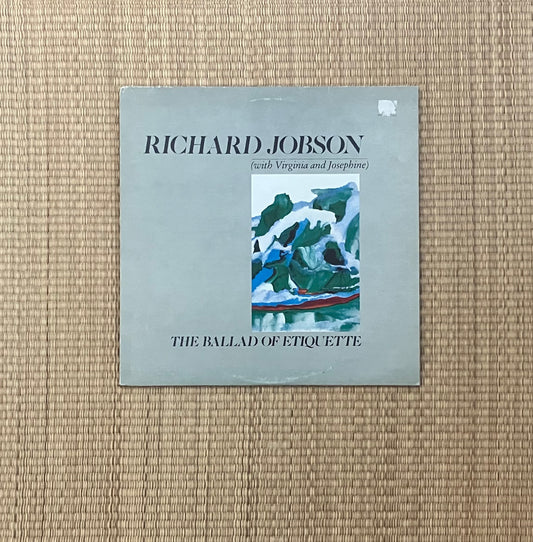 RICHARD JOBSON
(with Virginia and Josephine)
THE BALLAD OF ETIQUETTE